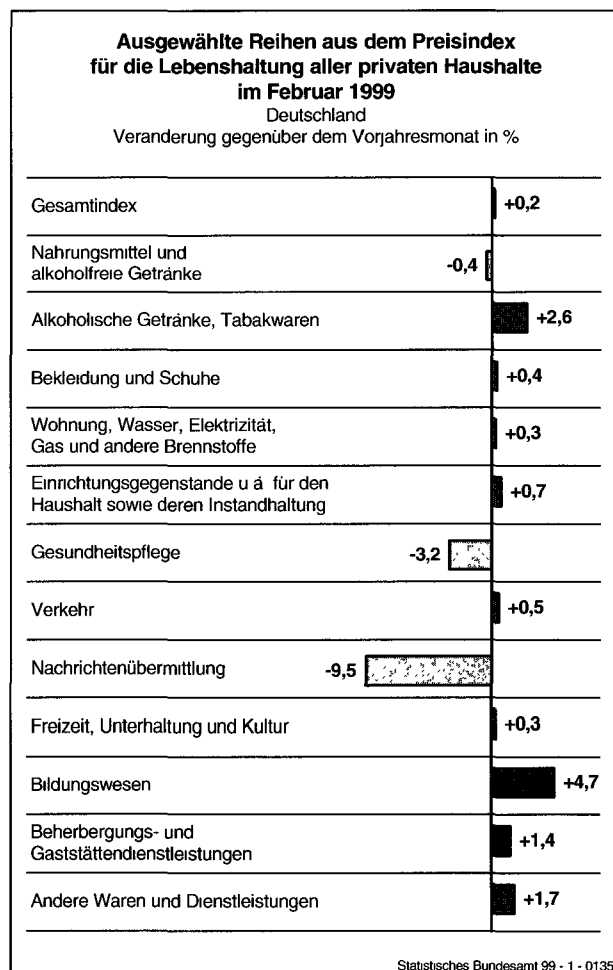 Ausgewählte Reihen aus dem Preisindex
für die Lebenshaltung aller privaten Haushalte
im Februar 1999
Deutschland
Veranderung gegenüber dem Vorjahresmonat in %
Gesamtindex +0,2
Nahrungsmittel und
alkoholfreie Getränke -0,4
Alkoholische Getränke, Tabakwaren +2,6
Bekleidung und Schuhe +0,4
Wohnung, Wasser, Elektrizität,
Gas und andere Brennstoffe +0,3
Einrichtungsgegenstande u á für den
Haushalt sowie deren Instandhaltung +0,7
Gesundheitspflege -3,2
Verkehr +0,5
Nachrichtenübermittlung -9,5
Freizeit, Unterhaltung und Kultur +0,3
Bildungswesen +4,7
Beherbergungs- und
Gaststättendienstleistungen +1,4
Andere Waren und Dienstleistungen +1,7
Statistisches Bundesamt 99 - 1 - 0135